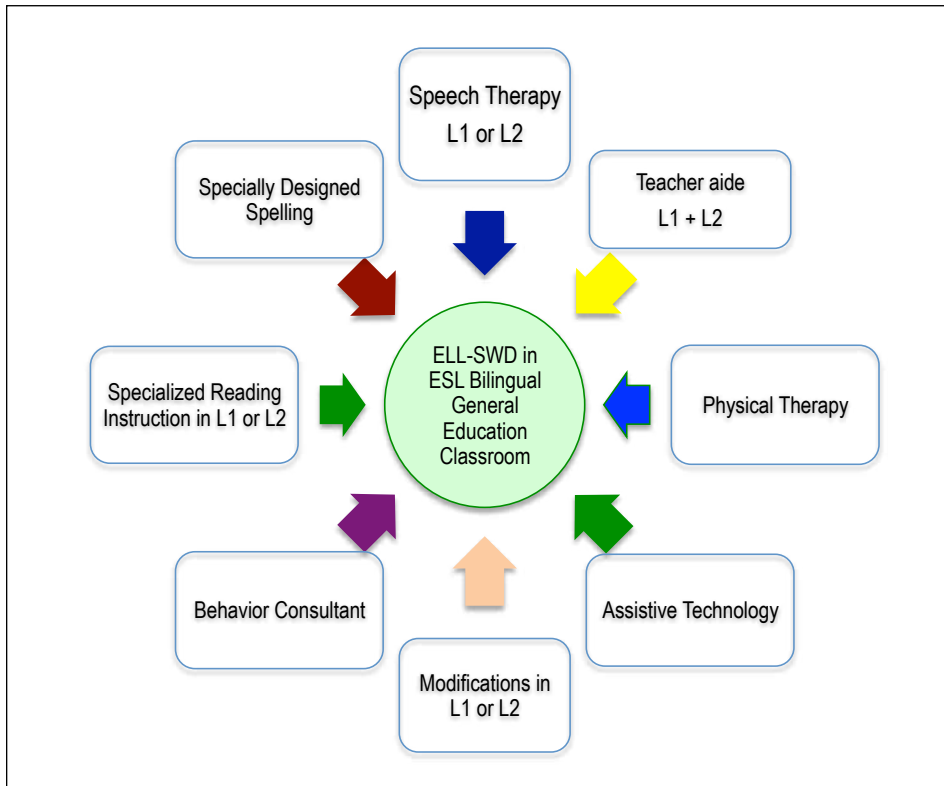 Speech Therapy
L1 or L2
Teacher aide
L1 + L2
Physical Therapy
Assistive Technology
Modifications in
L1 or L2
Behavior Consultant
Specialized Reading
Instruction in L1 or L2
Specially Designed
Spelling
ELL-SWD in
ESL Bilingual
General
Education
Classroom